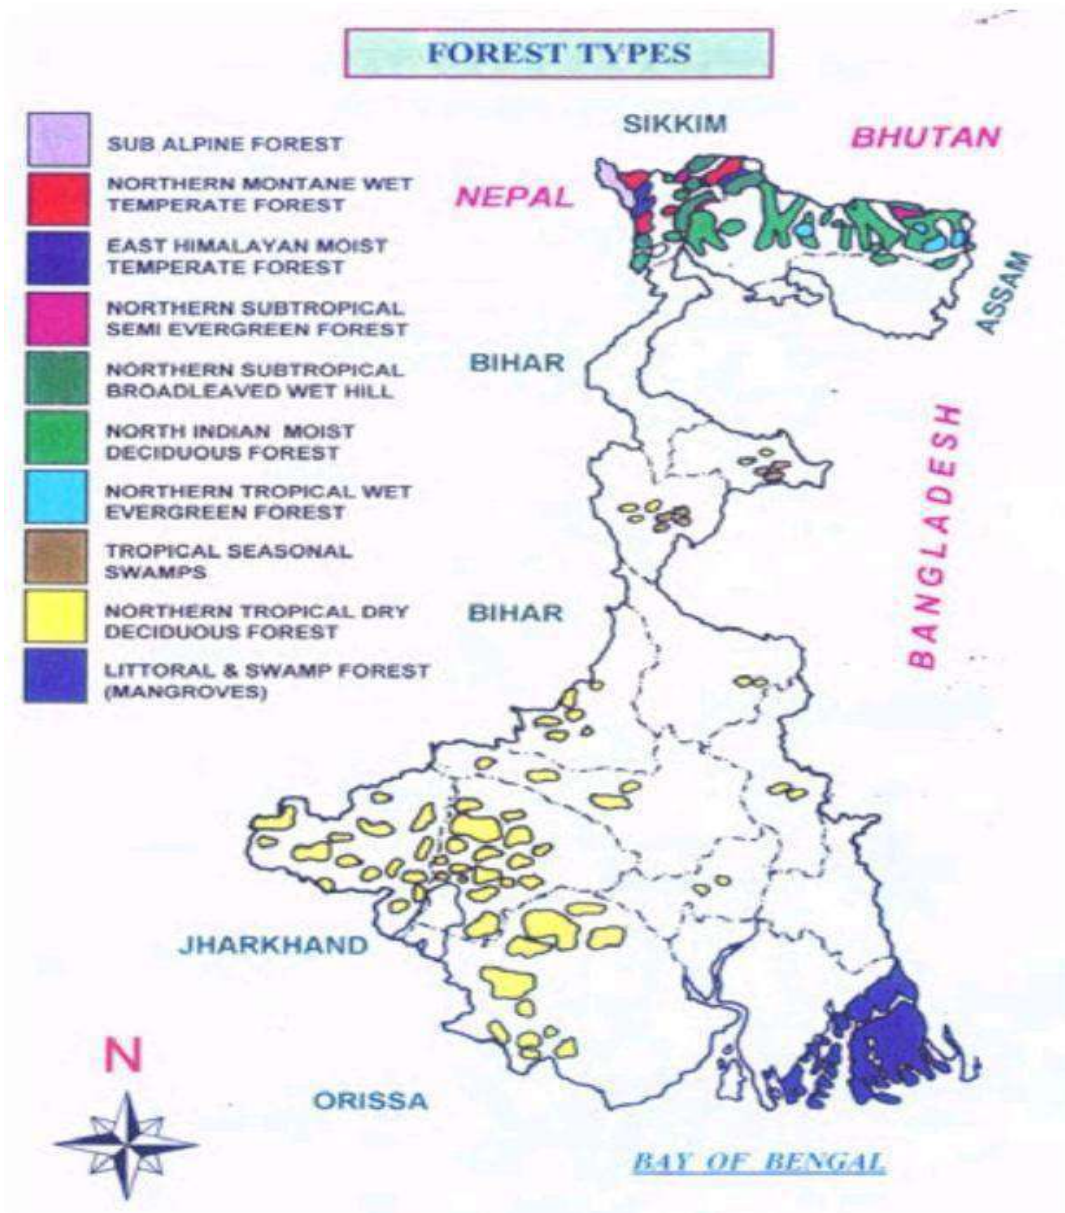 FOREST TYPES
SIKKIM
BHUTAN
NEPAL
ASSAM
BIHAR
BANGLADESH
BIHAR
JHARKHAND
ORISSA
BAY OF BENGAL
N
SUB ALPINE FOREST
NORTHERN MONTANE WET
TEMPERATE FOREST
EAST HIMALAYAN MOIST
TEMPERATE FOREST
NORTHERN SUBTROPICAL
SEMI EVERGREEN FOREST
NORTHERN SUBTROPICAL
BROADLEAVED WET HILL
NORTH INDIAN MOIST
DECIDUOUS FOREST
NORTHERN TROPICAL WET
EVERGREEN FOREST
TROPICAL SEASONAL
SWAMPS
NORTHERN TROPICAL DRY
DECIDUOUS FOREST
LITTORAL & SWAMP FOREST
(MANGROVES)